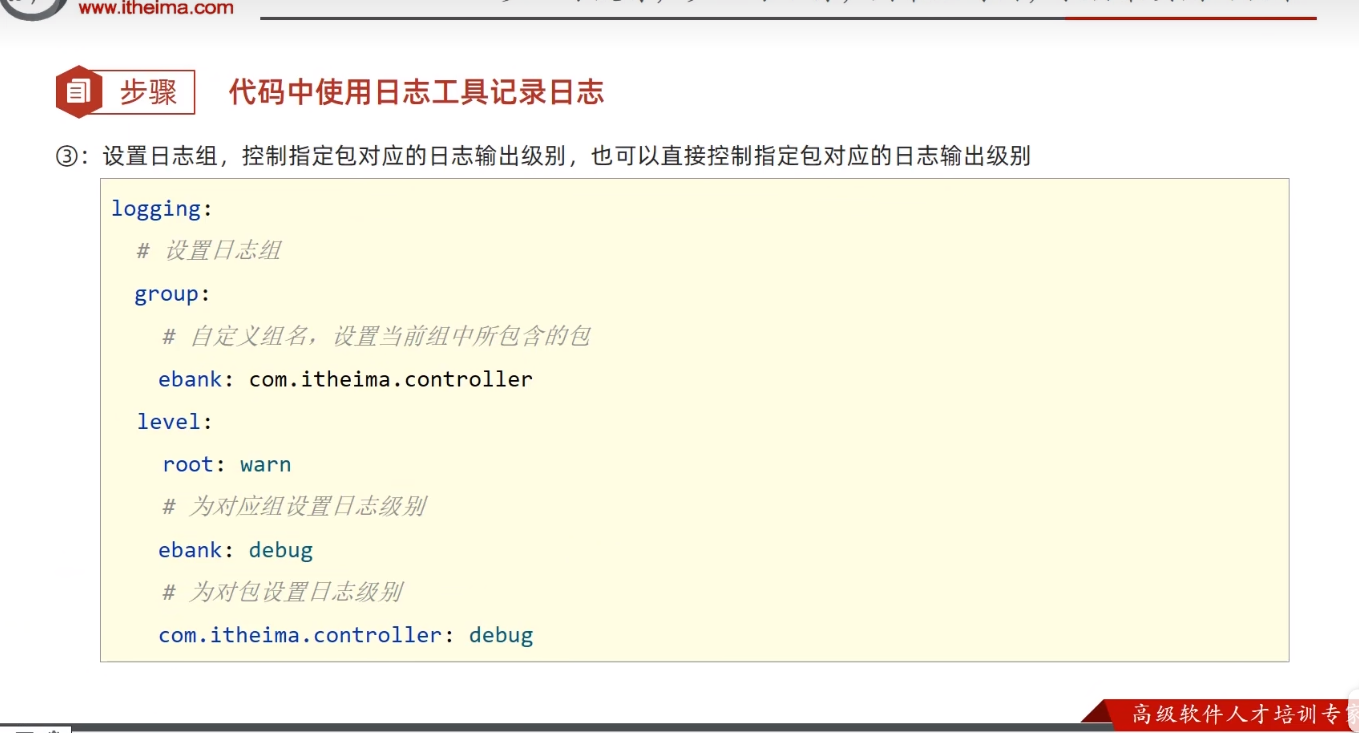 www.itheima.com
步骤
代码中使用日志工具记录日志
③：设置日志组，控制指定包对应的日志输出级别，也可以直接控制指定包对应的日志输出级别
logging:
# 设置日志组
group:
# 自定义组名，设置当前组中所包含的包
ebank: com.itheima.controller
level:
root: warn
# 为对应组设置日志级别
ebank: debug
# 为对包设置日志级别
com.itheima.controller: debug
高级软件人才培训专家